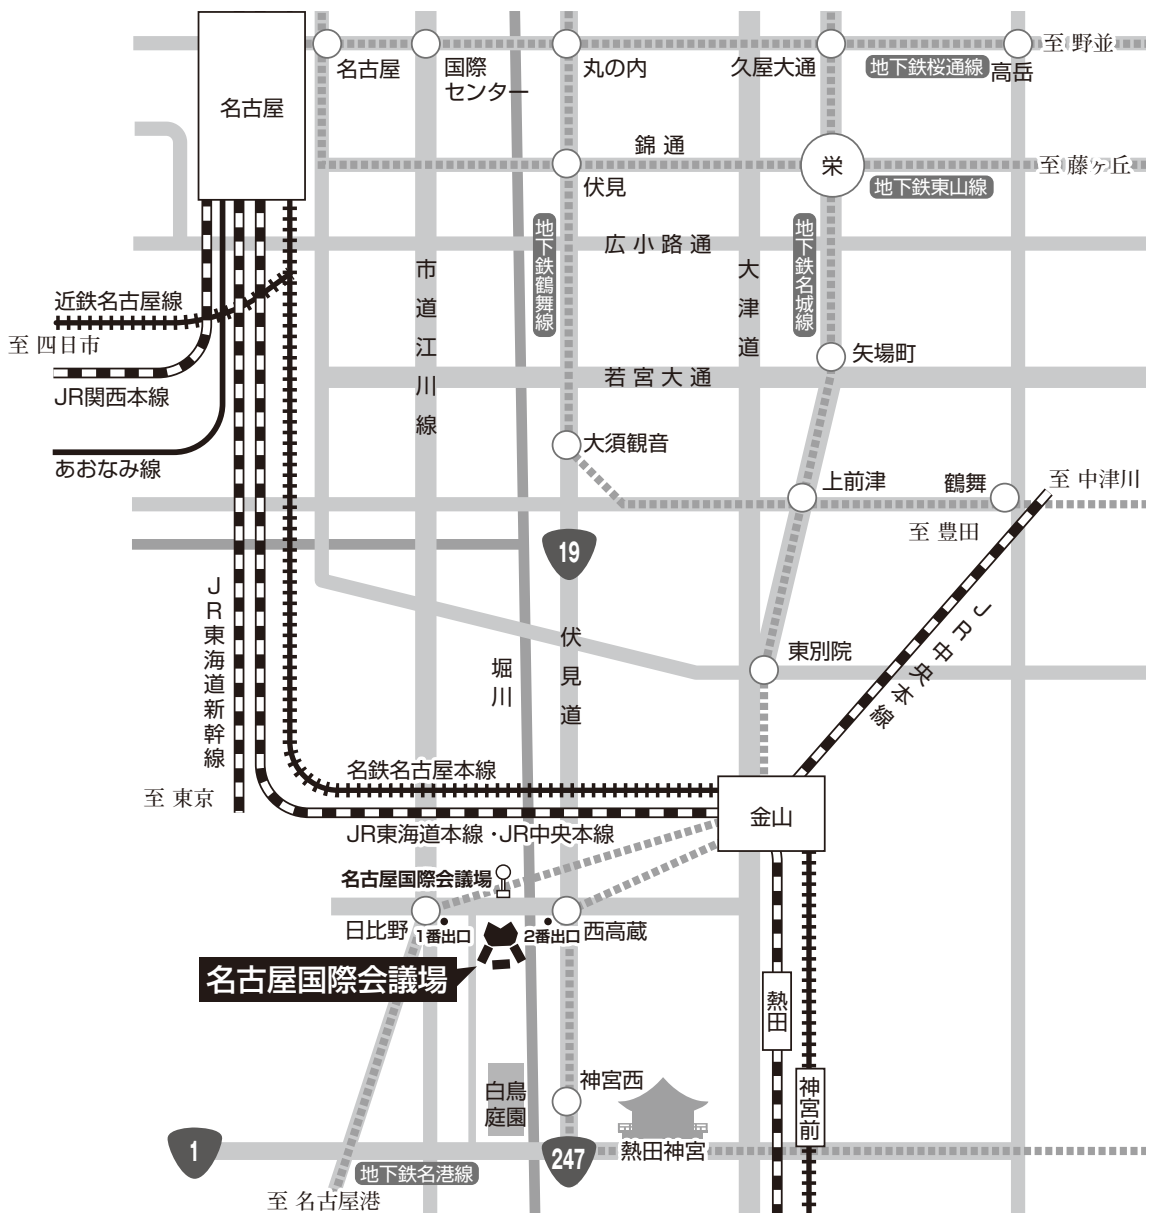 至 野並
名古屋
国際
センター
丸の内
久屋大通
地下鉄桜通線
高岳
名古屋
錦通
栄
至 藤ヶ丘
伏見
地下鉄東山線
地下鉄鶴舞線
広小路通
地下鉄名城線
市道江川線
大津道
近鉄名古屋線
至 四日市
矢場町
若宮大通
JR関西本線
大須観音
あおなみ線
上前津
鶴舞
至 中津川
至 豊田
19
JR東海道新幹線
伏見道
堀川
東別院
JR中央本線
名鉄名古屋本線
至 東京
金山
JR東海道本線・JR中央本線
名古屋国際会議場
日比野
1番出口
2番出口
西高蔵
名古屋国際会議場
熱田
白鳥
庭園
神宮西
神宮前
1
247
熱田神宮
地下鉄名港線
至 名古屋港